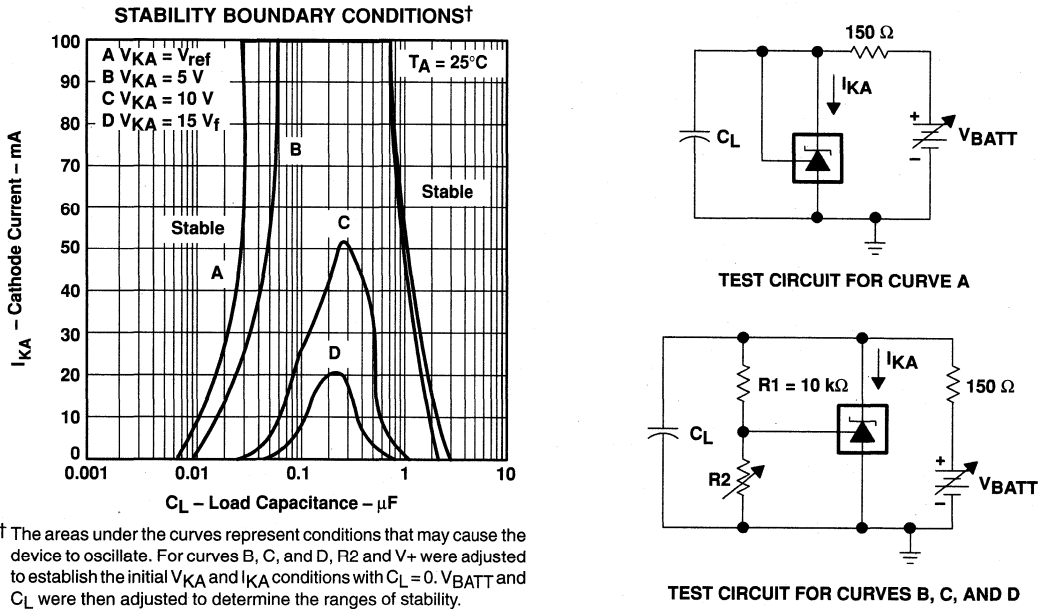 STABILITY BOUNDARY CONDITIONS†
100
90
80
70
60
50
40
30
20
10
0
IKA – Cathode Current – mA
A VKA = Vref
B VKA = 5 V
C VKA = 10 V
D VKA = 15 Vf
TA = 25°C
B
Stable
Stable
C
A
D
0.001
0.01
0.1
1
10
CL – Load Capacitance – µF
† The areas under the curves represent conditions that may cause the
device to oscillate. For curves B, C, and D, R2 and V+ were adjusted
to establish the initial VKA and IKA conditions with CL = 0. VBATT and
CL were then adjusted to determine the ranges of stability.
150 Ω
IKA
CL
+
VBATT
–
TEST CIRCUIT FOR CURVE A
IKA
R1 = 10 kΩ
150 Ω
CL
R2
+
VBATT
–
TEST CIRCUIT FOR CURVES B, C, AND D